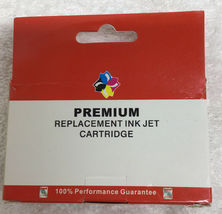 PREMIUM
REPLACEMENT INK JET
CARTRIDGE
100% Performance Guarantee